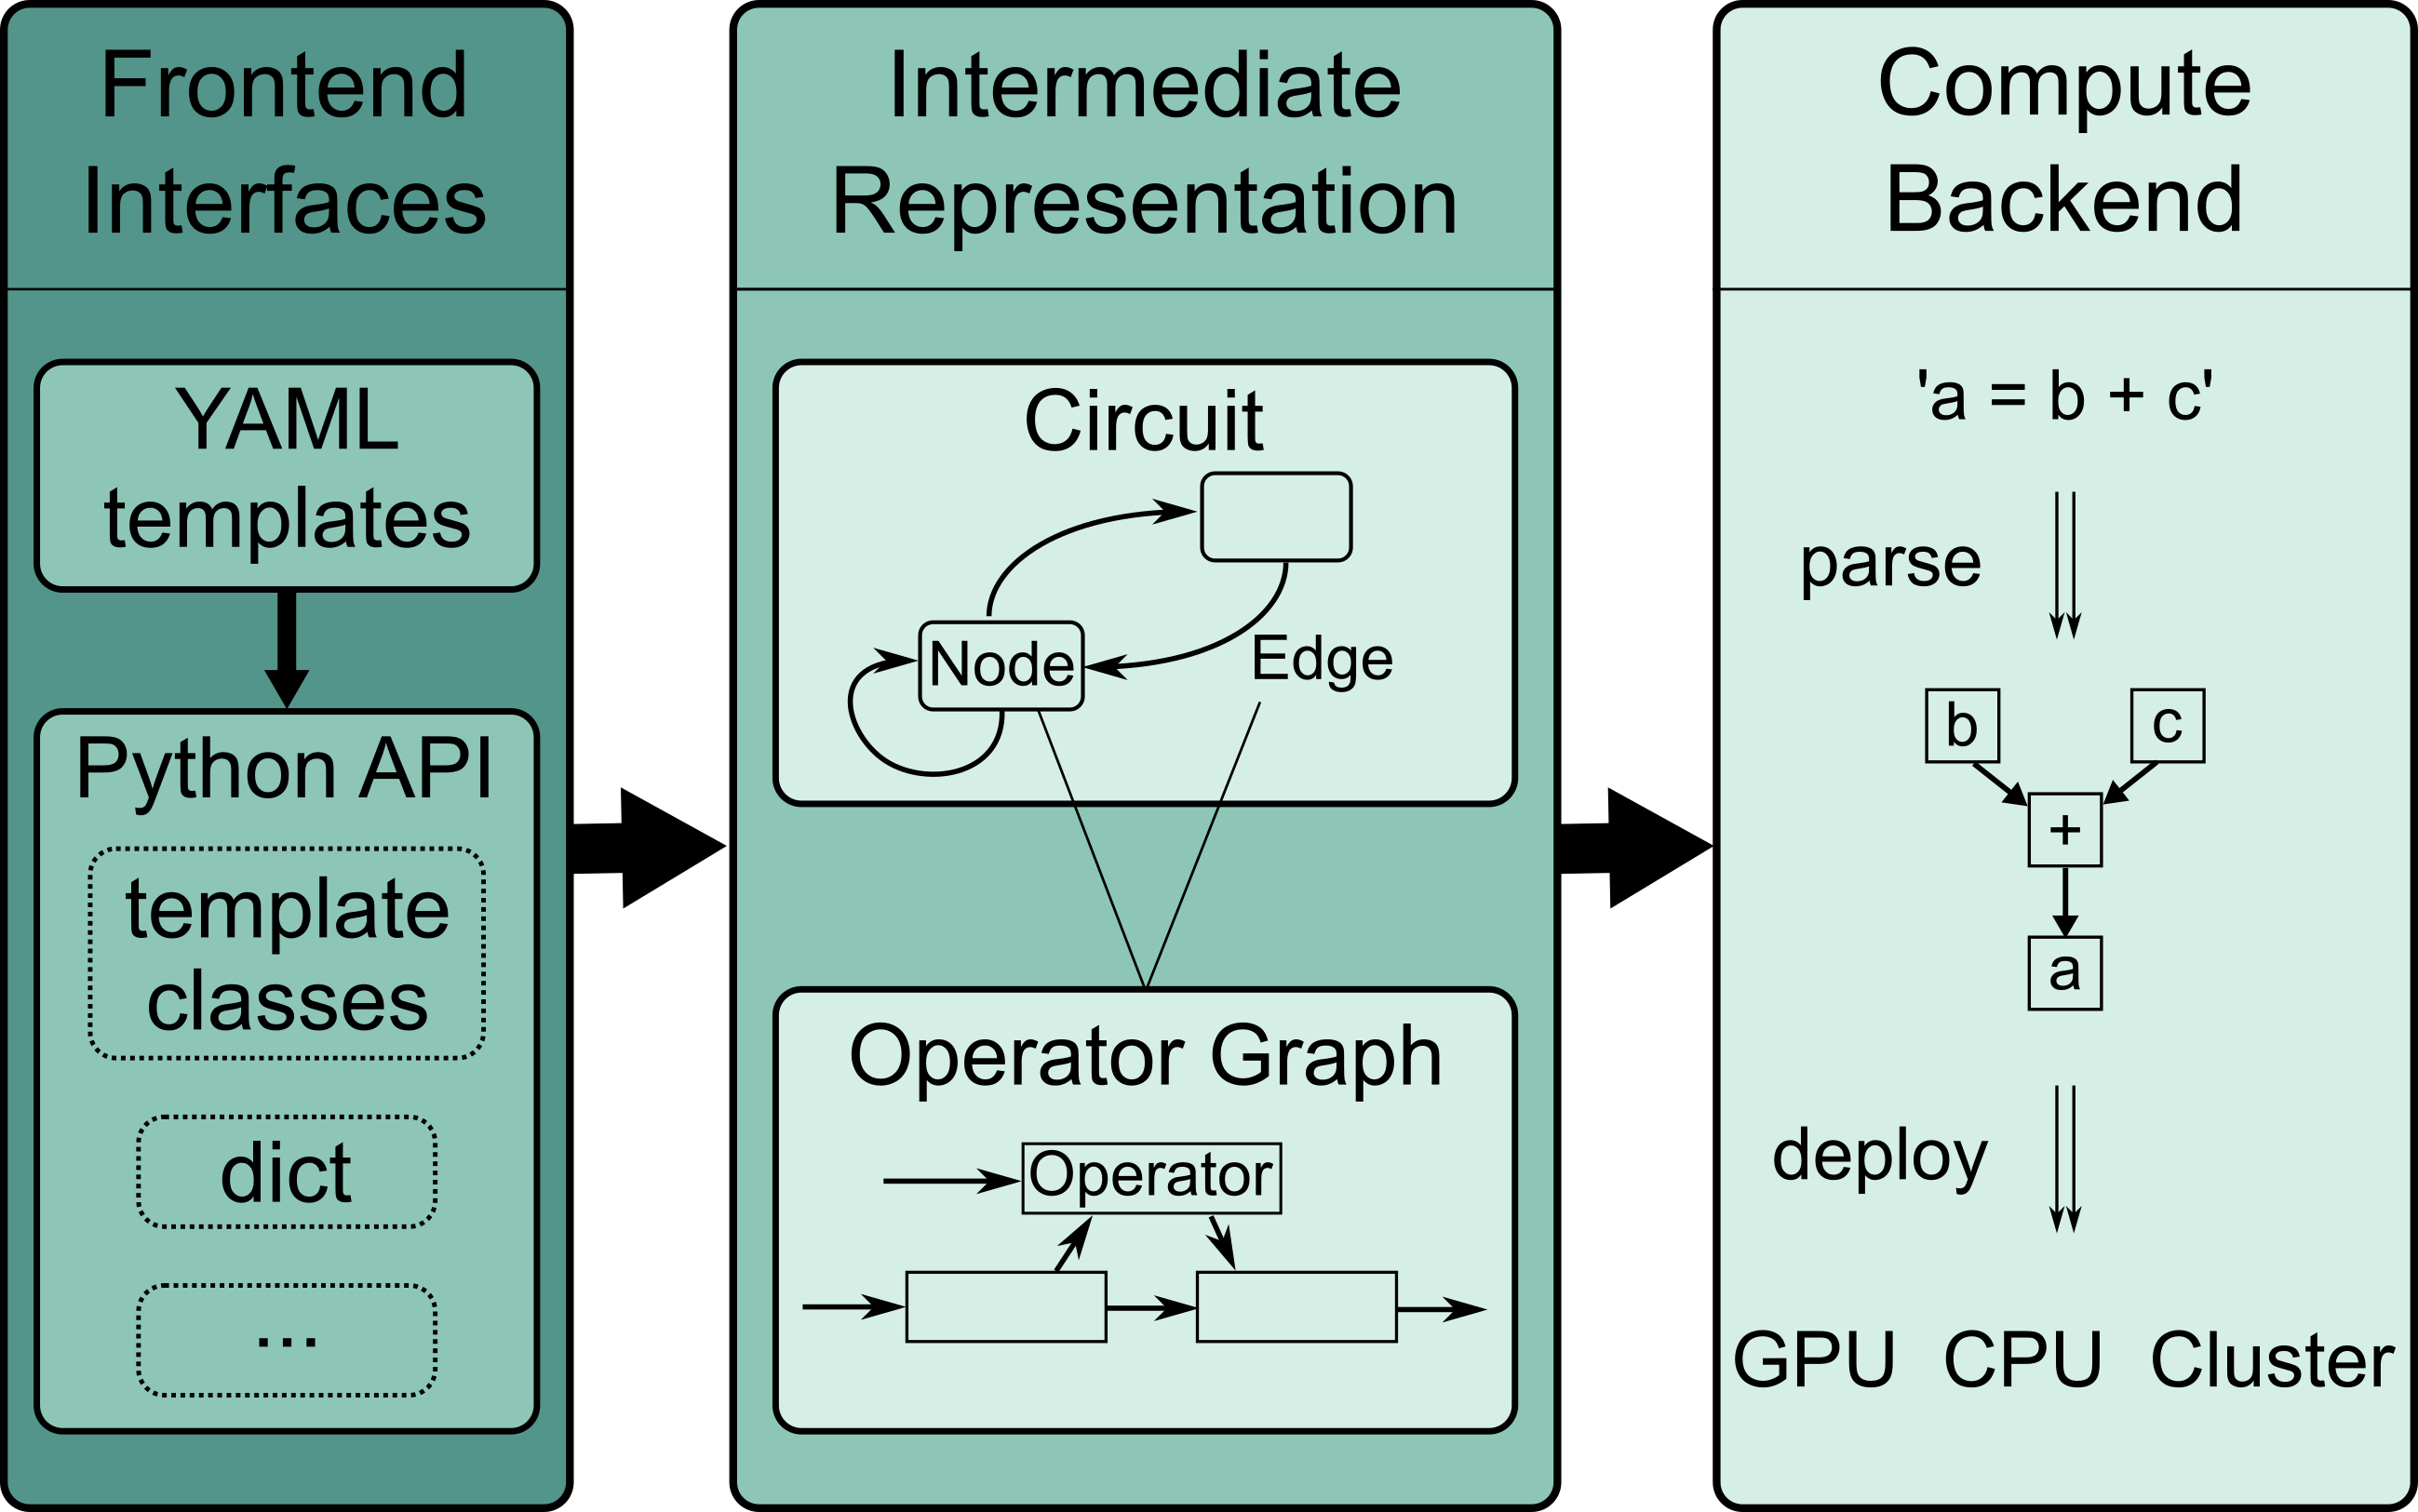 Frontend
Interfaces
YAML
templates
Python API
template
classes
dict
...
Intermediate
Representation
Circuit
Node
Edge
Operator Graph
Operator
Compute
Backend
'a = b + c'
parse
b
c
+
a
deploy
GPU CPU Cluster